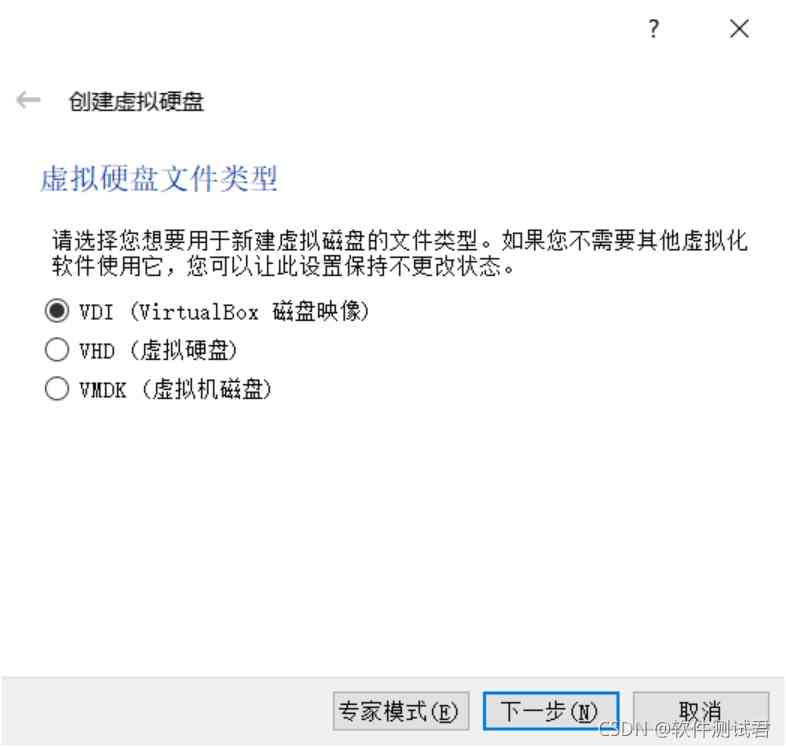 ?
创建虚拟硬盘
虚拟硬盘文件类型
请选择您想要用于新建虚拟磁盘的文件类型。如果您不需要其他虚拟化
软件使用它，您可以让此设置保持不更改状态。
VDI (VirtualBox 磁盘映像)
VHD (虚拟硬盘)
VMDK (虚拟机磁盘)
专家模式(E) 下一步(N) 取消
CSDN @软件测试君